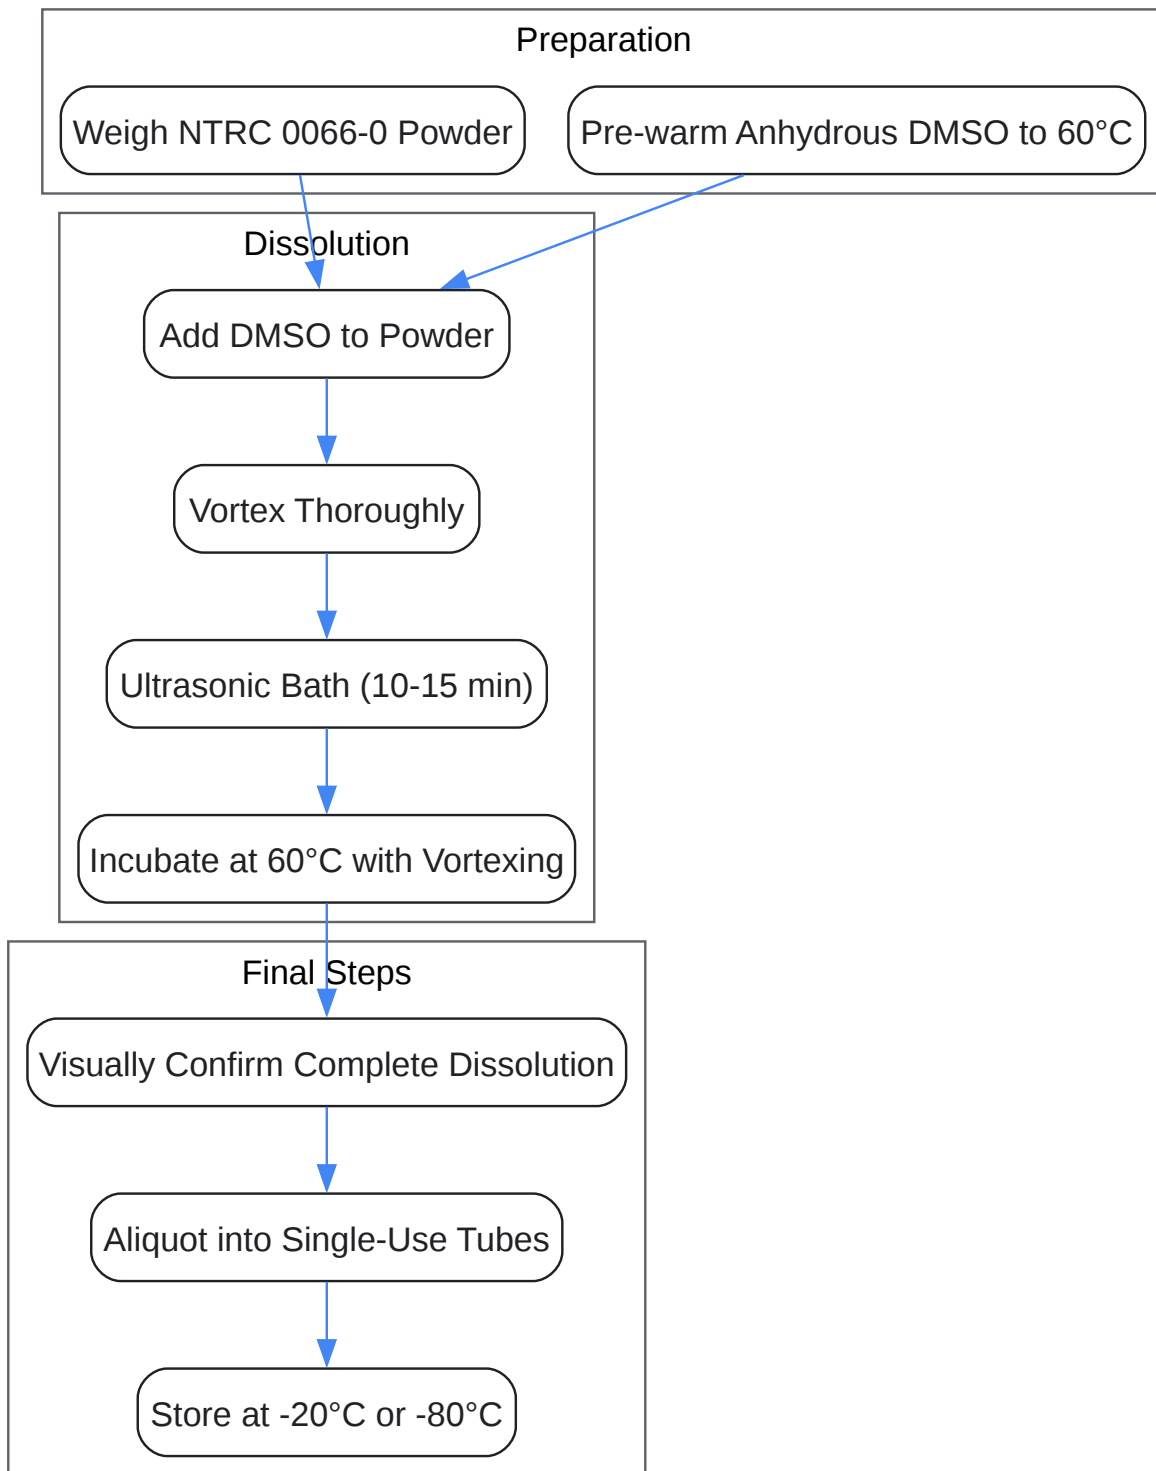 Preparation
Weigh NTRC 0066-0 Powder
Pre-warm Anhydrous DMSO to 60°C
Dissolution
Add DMSO to Powder
Vortex Thoroughly
Ultrasonic Bath (10-15 min)
Incubate at 60°C with Vortexing
Final Steps
Visually Confirm Complete Dissolution
Aliquot into Single-Use Tubes
Store at -20°C or -80°C